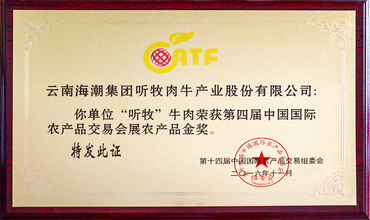 CATF
云南海潮集团听牧肉牛产业股份有限公司:
你单位“听牧”牛肉荣获第四届中国国际
农产品交易会展农产品金奖。
特发此证
第十四届中国国际农产品交易组委会
二〇一六年十一月